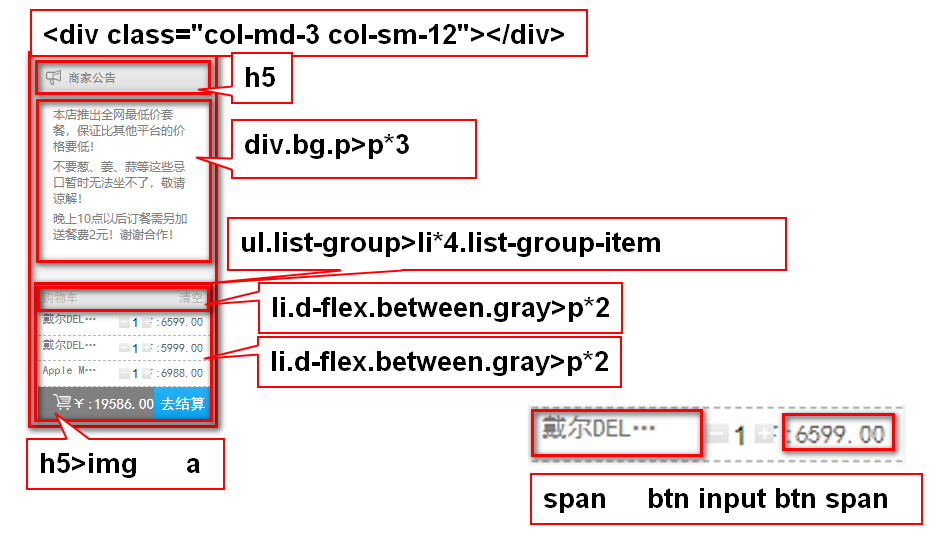 <div class="col-md-3 col-sm-12"></div>
商家公告
h5
本店推出全网最低价套
餐，保证比其他平台的价
格要低！
div.bg.p>p*3
不要葱、姜、蒜等这些忌
口暂时无法坐不了，敬请
谅解！
晚上10点以后订餐需另加
送餐费2元！谢谢合作！
ul.list-group>li*4.list-group-item
购物车 清空
li.d-flex.between.gray>p*2
戴尔DEL… 1 :6599.00
戴尔DEL… 1 :5999.00
li.d-flex.between.gray>p*2
Apple M… 1 :6988.00
¥:19586.00 去结算
h5>img a
戴尔DEL… 1 :6599.00
span btn input btn span